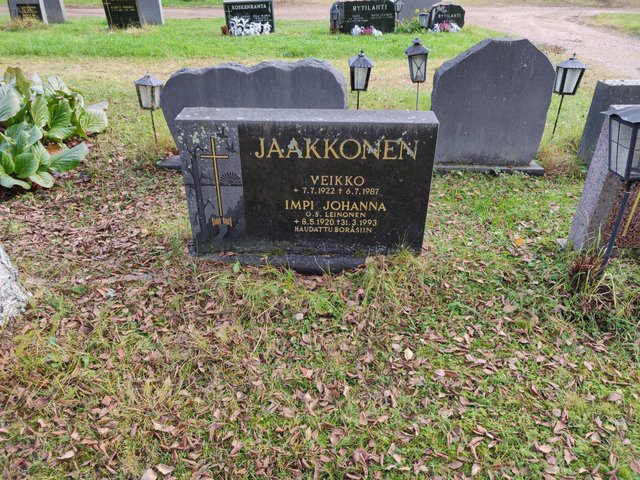 KOSKENKANTA
RYTILAHTI
RYTILAHTI
JAAKKONEN
VEIKKO
+ 7.7.1922 + 6.7.1987
IMPI JOHANNA
O.S. LEINONEN
+ 8.5.1920 +31.3.1993
HAUDATTU BORÅSIIN